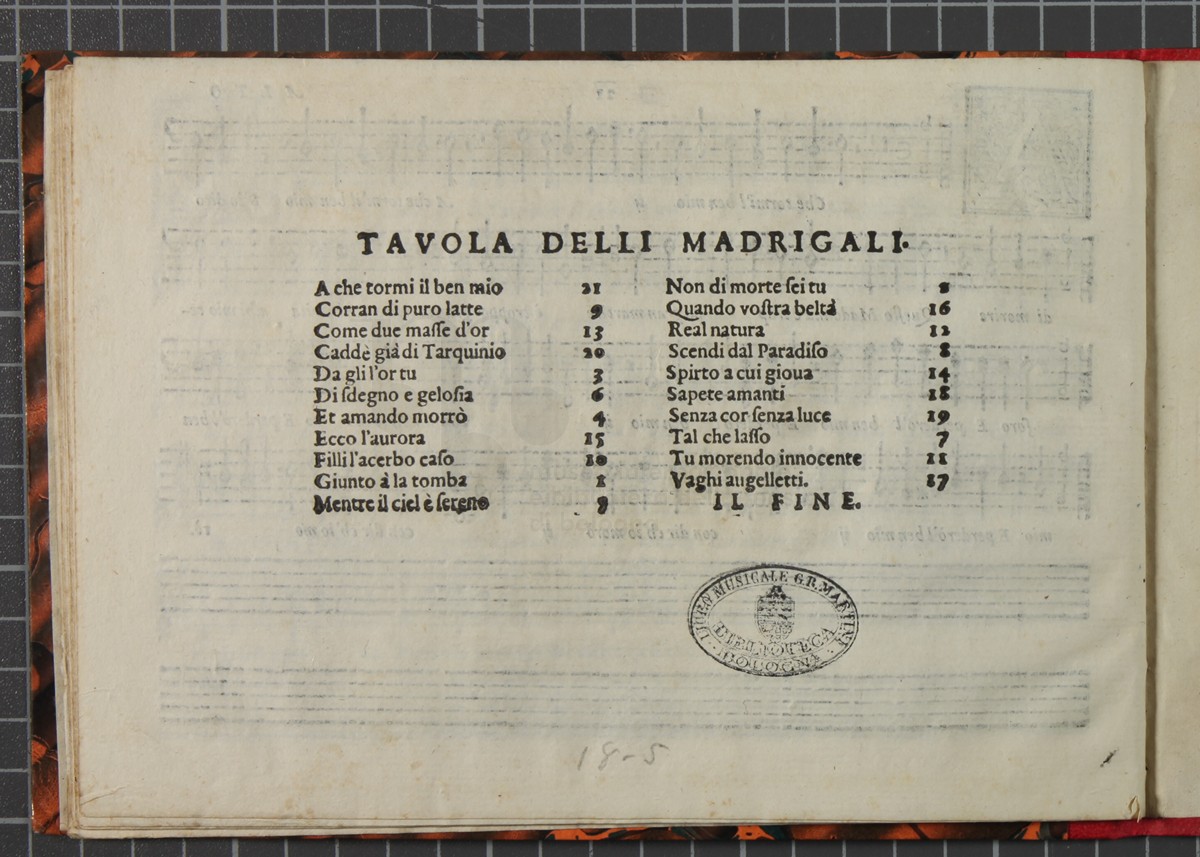 TAVOLA DELLI MADRIGALI.
A che tormi il ben mio 21
Corran di puro latte 9
Come due maſſe d'or 13
Caddè già di Tarquinio 20
Da gli l'or tu 3
Di ſdegno e geloſia 6
Et amando morrò 4
Ecco l'aurora 15
Filli l'acerbo caſo 10
Giunto à la tomba 1
Mentre il ciel è ſereno
Non di morte ſei tu 2
Quando voſtra beltà 16
Real natura 12
Scendi dal Paradiſo 8
Spirto a cui gioua 14
Sapete amanti 18
Senza cor ſenza luce 19
Tal che laſſo 7
Tu morendo innocente 11
Vaghi augelletti. 17
IL FINE.
LICEO MUSICALE G.B. MARTINI
BIBLIOTECA
BOLOGNA
18-5